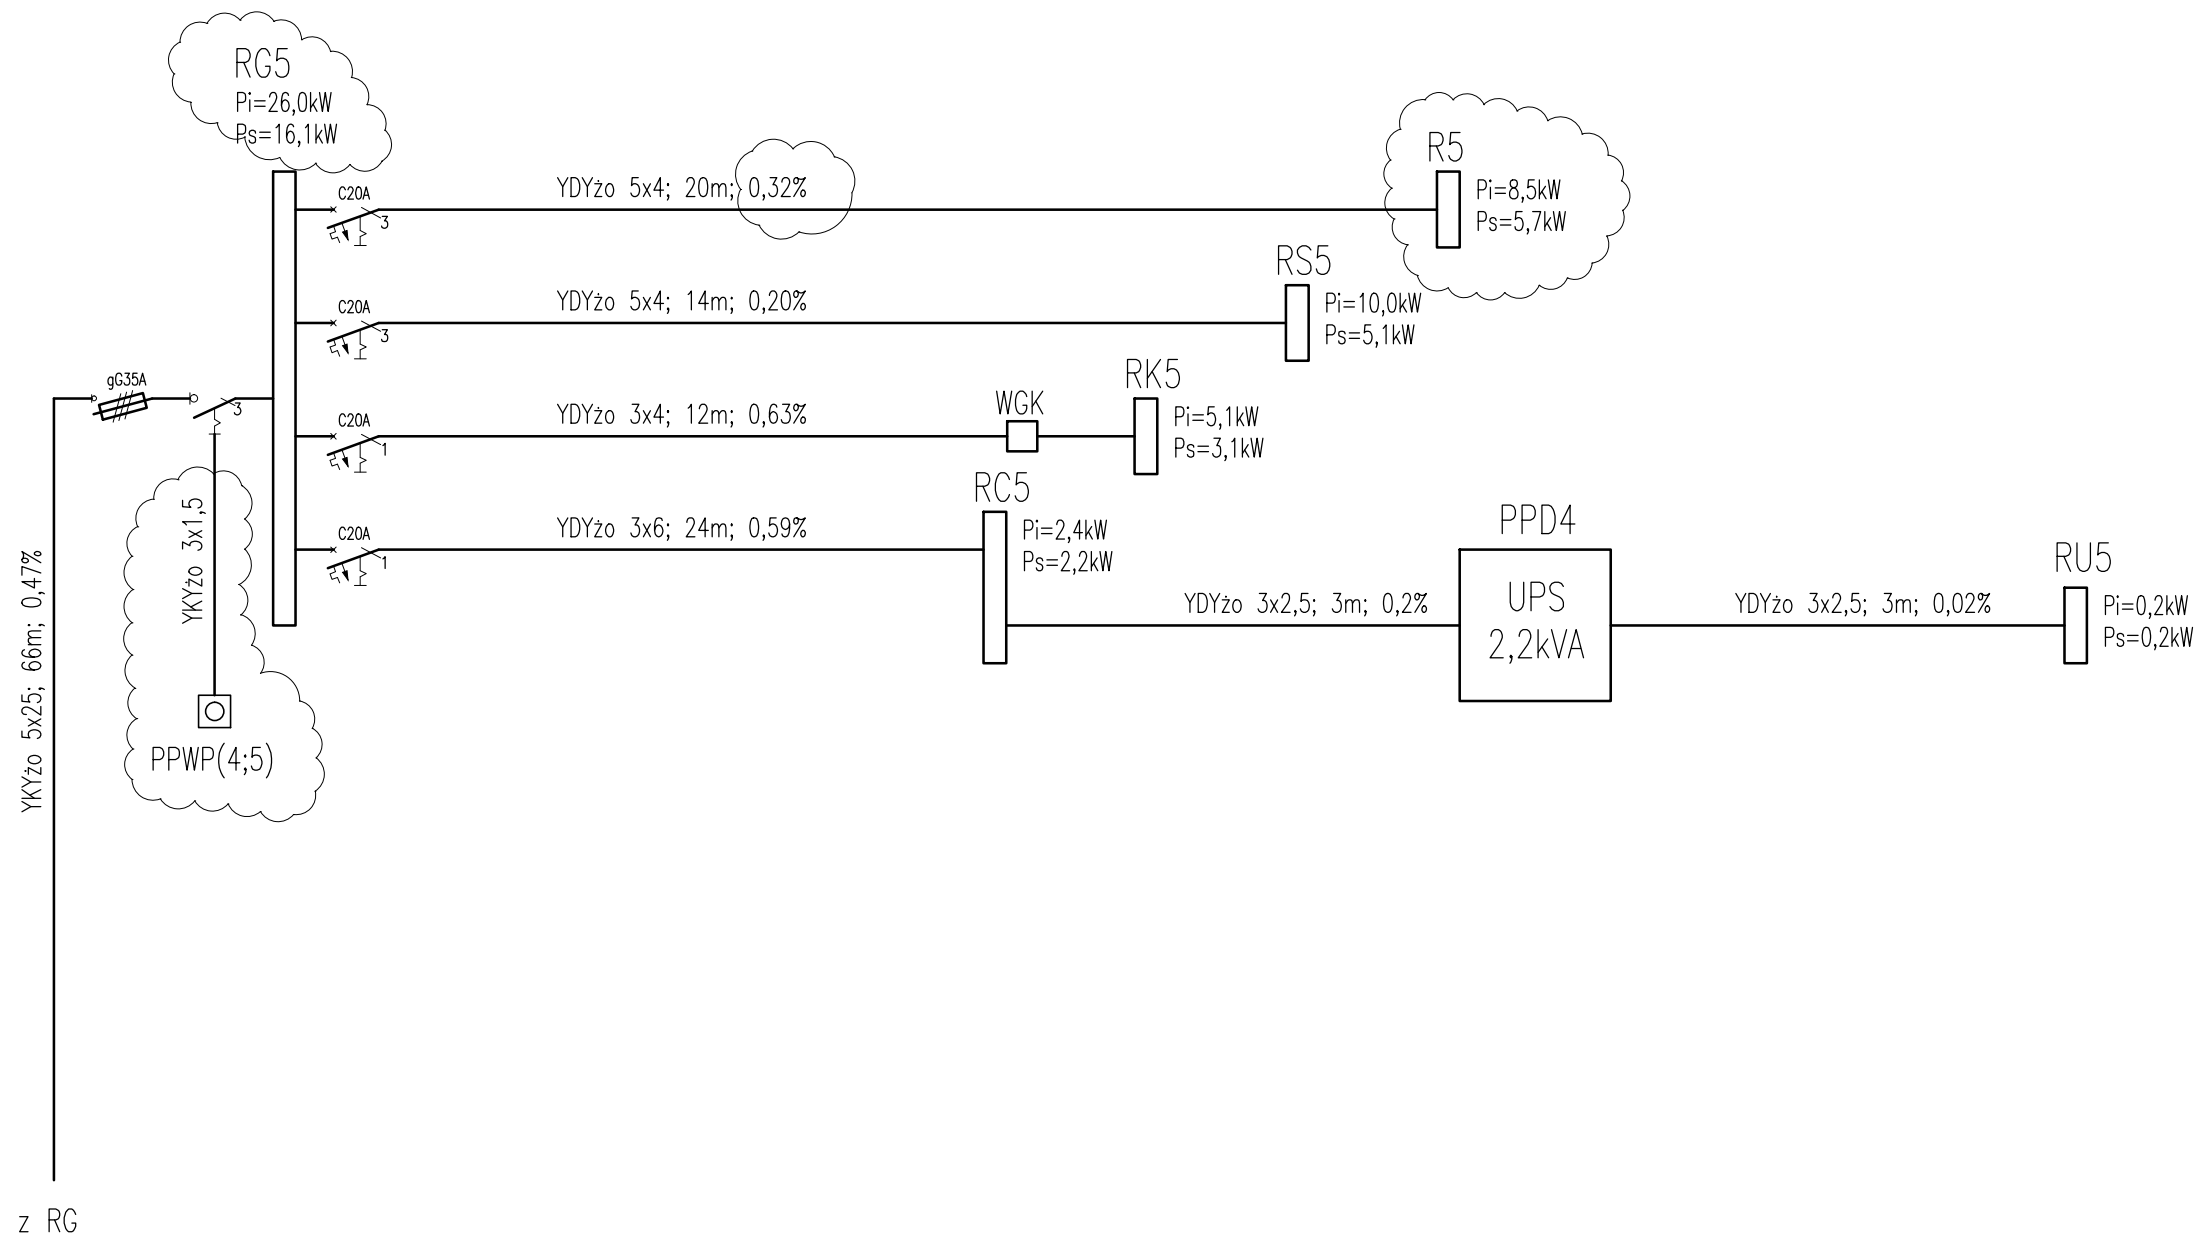 RG5
Pi=26,0kW
Ps=16,1kW
R5
Pi=8,5kW
Ps=5,7kW
C20A
3
YDYżo 5x4; 20m; 0,32%
RS5
Pi=10,0kW
Ps=5,1kW
C20A
3
YDYżo 5x4; 14m; 0,20%
RK5
Pi=5,1kW
Ps=3,1kW
gG35A
3
C20A
1
YDYżo 3x4; 12m; 0,63%
WGK
RC5
Pi=2,4kW
Ps=2,2kW
C20A
1
YDYżo 3x6; 24m; 0,59%
PPD4
UPS
2,2kVA
YDYżo 3x2,5; 3m; 0,2%
YDYżo 3x2,5; 3m; 0,02%
RU5
Pi=0,2kW
Ps=0,2kW
YKYżo 3x1,5
PPWP(4;5)
YKYżo 5x25; 66m; 0,47%
z RG